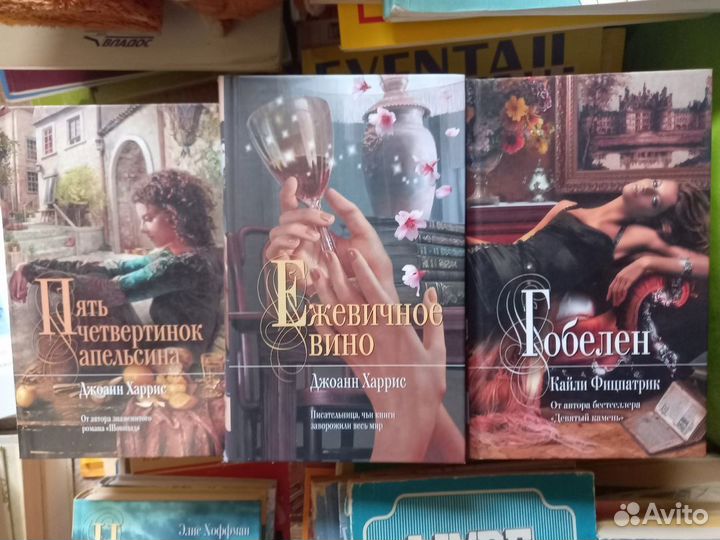 ВЛАДОС
EVENTAIL
Пять
четвертинок
апельсина
Джоанн Харрис
От автора знаменитого
романа «Шоколад»
Ежевичное
вино
Джоанн Харрис
Писательница, чьи книги
заворожили весь мир
Гобелен
Кайли Фицпатрик
От автора бестселлера
«Девятый камень»
Элис Хоффман
Avito